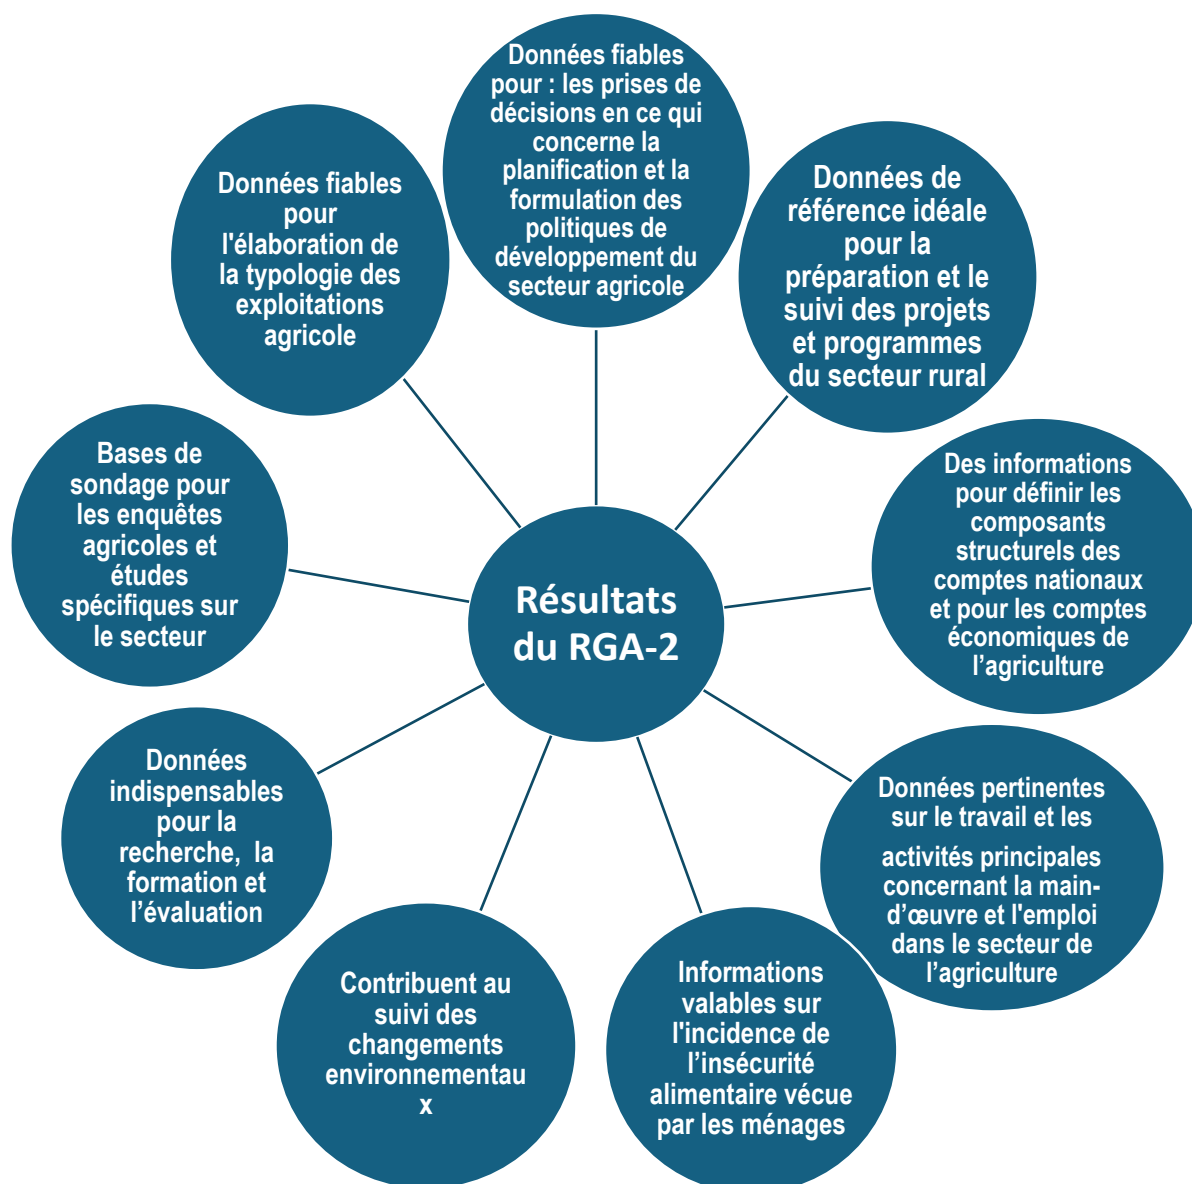 Données fiables
pour : les prises de
décisions en ce qui
concerne la
planification et la
formulation des
politiques de
développement du
secteur agricole
Données de
référence idéale
pour la
préparation et le
suivi des projets
et programmes
du secteur rural
Des informations
pour définir les
composants
structurels des
comptes nationaux
et pour les comptes
économiques de
l’agriculture
Données pertinentes
sur le travail et les
activités principales
concernant la main-
d’œuvre et l'emploi
dans le secteur de
l’agriculture
Informations
valables sur
l'incidence de
l’insécurité
alimentaire vécue
par les ménages
Contribuent au
suivi des
changements
environnementau
x
Données
indispensables
pour la
recherche,  la
formation et
l’évaluation
Bases de
sondage pour
les enquêtes
agricoles et
études
spécifiques sur
le secteur
Données fiables
pour
l'élaboration de
la typologie des
exploitations
agricole
Résultats
du RGA-2